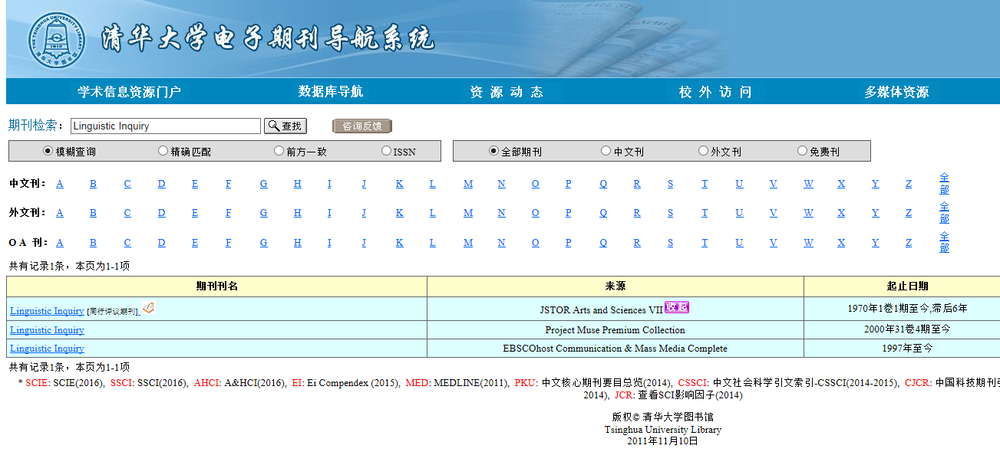 清华大学电子期刊导航系统
学术信息资源门户 数据库导航 资 源 动 态 校 外 访 问 多媒体资源
期刊检索： Linguistic Inquiry 查找 咨询反馈
模糊查询 精确匹配 前方一致 ISSN 全部期刊 中文刊 外文刊 免费刊
中文刊： A B C D E F G H I J K L M N O P Q R S T U V W X Y Z 全部
外文刊： A B C D E F G H I J K L M N O P Q R S T U V W X Y Z 全部
OA 刊： A B C D E F G H I J K L M N O P Q R S T U V W X Y Z 全部
共有记录1条，本页为1-1项
期刊刊名 来源 起止日期
Linguistic Inquiry [同行评议期刊] JSTOR Arts and Sciences VII 收起 1970年1卷1期至今,滞后6年
Linguistic Inquiry Project Muse Premium Collection 2000年31卷4期至今
Linguistic Inquiry EBSCOhost Communication & Mass Media Complete 1997年至今
共有记录1条，本页为1-1项
* SCIE: SCIE(2016), SSCI: SSCI(2016), AHCI: A&HCI(2016), EI: Ei Compendex (2015), MED: MEDLINE(2011), PKU: 中文核心期刊要目总览(2014), CSSCI: 中文社会科学引文索引-CSSCI(2014-2015), CJCR: 中国科技期刊
2014), JCR: 查看SCI影响因子(2014)
版权© 清华大学图书馆
Tsinghua University Library
2011年11月10日